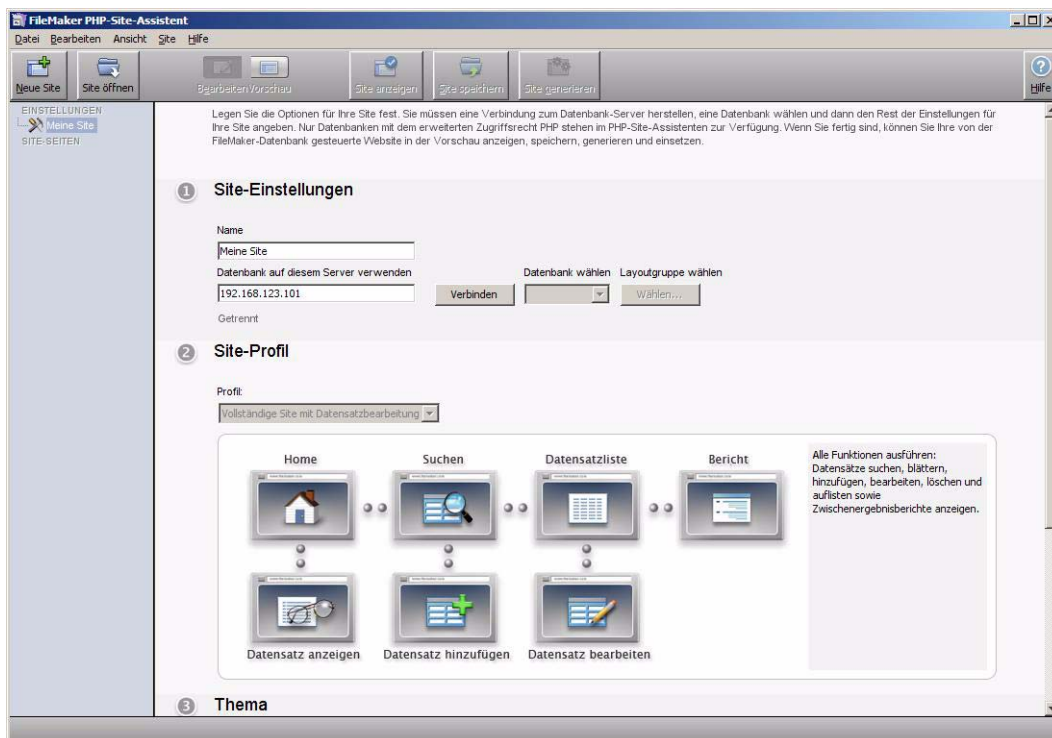 FileMaker PHP-Site-Assistent
Datei Bearbeiten Ansicht Site Hilfe
Neue Site Site öffnen Bearbeiten Vorschau Site anzeigen Site speichern Site generieren Hilfe
EINSTELLUNGEN
Meine Site
SITE-SEITEN
Legen Sie die Optionen für Ihre Site fest. Sie müssen eine Verbindung zum Datenbank-Server herstellen, eine Datenbank wählen und dann den Rest der Einstellungen für
Ihre Site angeben. Nur Datenbanken mit dem erweiterten Zugriffsrecht PHP stehen im PHP-Site-Assistenten zur Verfügung. Wenn Sie fertig sind, können Sie Ihre von der
FileMaker-Datenbank gesteuerte Website in der Vorschau anzeigen, speichern, generieren und einsetzen.
1 Site-Einstellungen
Name
Meine Site
Datenbank auf diesem Server verwenden Datenbank wählen Layoutgruppe wählen
192.168.123.101 Verbinden Wählen...
Getrennt
2 Site-Profil
Profil:
Vollständige Site mit Datensatzbearbeitung
Home Suchen Datensatzliste Bericht
Datensatz anzeigen Datensatz hinzufügen Datensatz bearbeiten
Alle Funktionen ausführen:
Datensätze suchen, blättern,
hinzufügen, bearbeiten, löschen und
auflisten sowie
Zwischenergebnisberichte anzeigen.
3 Thema